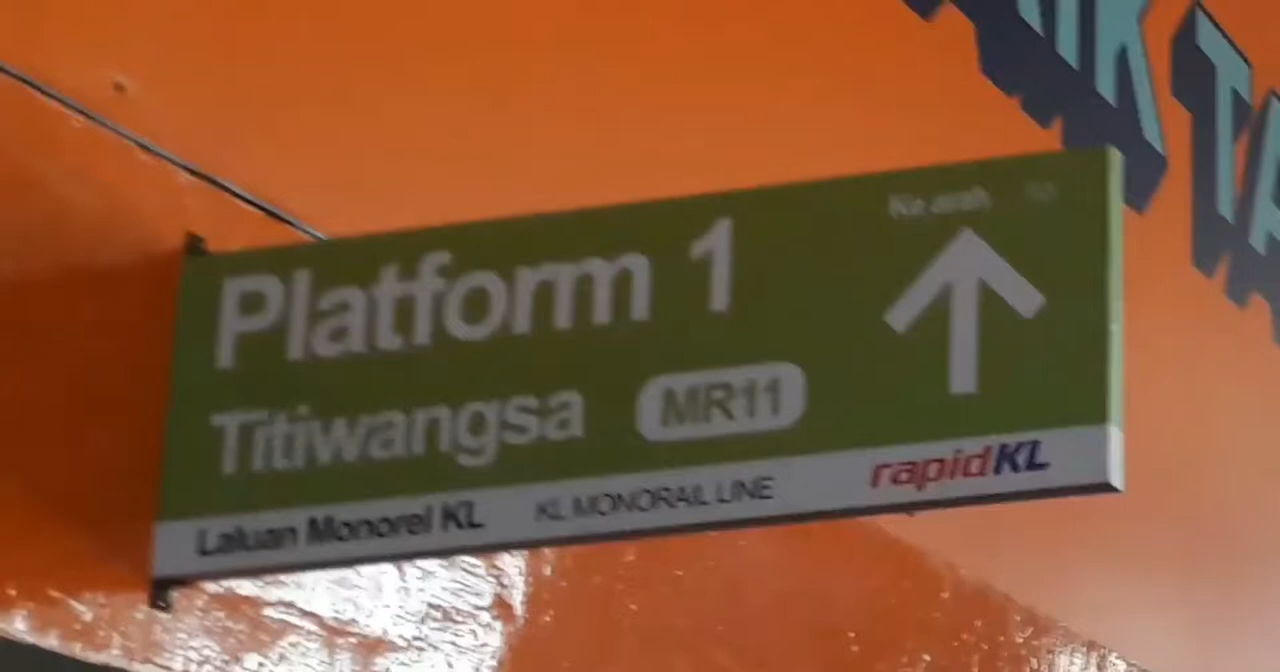 Ke arah
Platform 1
Titiwangsa MR11
Laluan Monorel KL KL MONORAIL LINE rapidKL